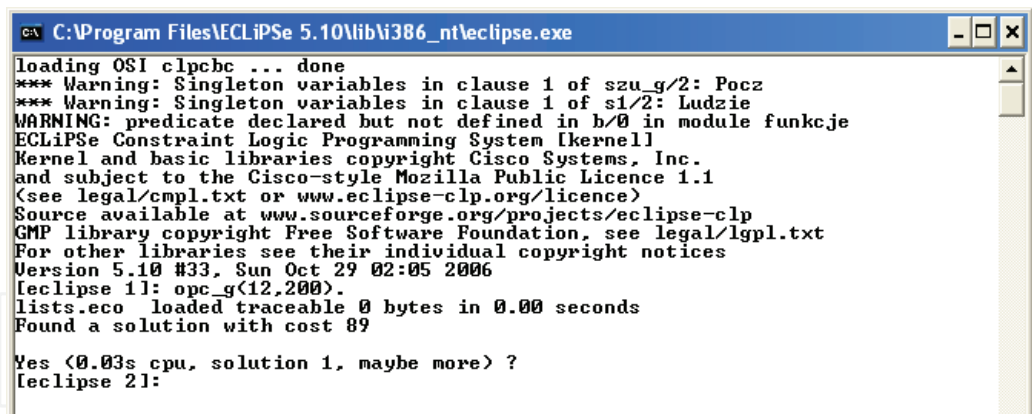 C:\Program Files\ECLiPSe 5.10\lib\i386_nt\eclipse.exe
loading OSI clpcbc ... done
*** Warning: Singleton variables in clause 1 of szu_g/2: Pocz
*** Warning: Singleton variables in clause 1 of s1/2: Ludzie
WARNING: predicate declared but not defined in b/0 in module funkcje
ECLiPSe Constraint Logic Programming System [kernel]
Kernel and basic libraries copyright Cisco Systems, Inc.
and subject to the Cisco-style Mozilla Public Licence 1.1
(see legal/cmpl.txt or www.eclipse-clp.org/licence)
Source available at www.sourceforge.org/projects/eclipse-clp
GMP library copyright Free Software Foundation, see legal/lgpl.txt
For other libraries see their individual copyright notices
Version 5.10 #33, Sun Oct 29 02:05 2006
[eclipse 1]: opc_g(12,200).
lists.eco  loaded traceable 0 bytes in 0.00 seconds
Found a solution with cost 89
Yes (0.03s cpu, solution 1, maybe more) ?
[eclipse 2]: